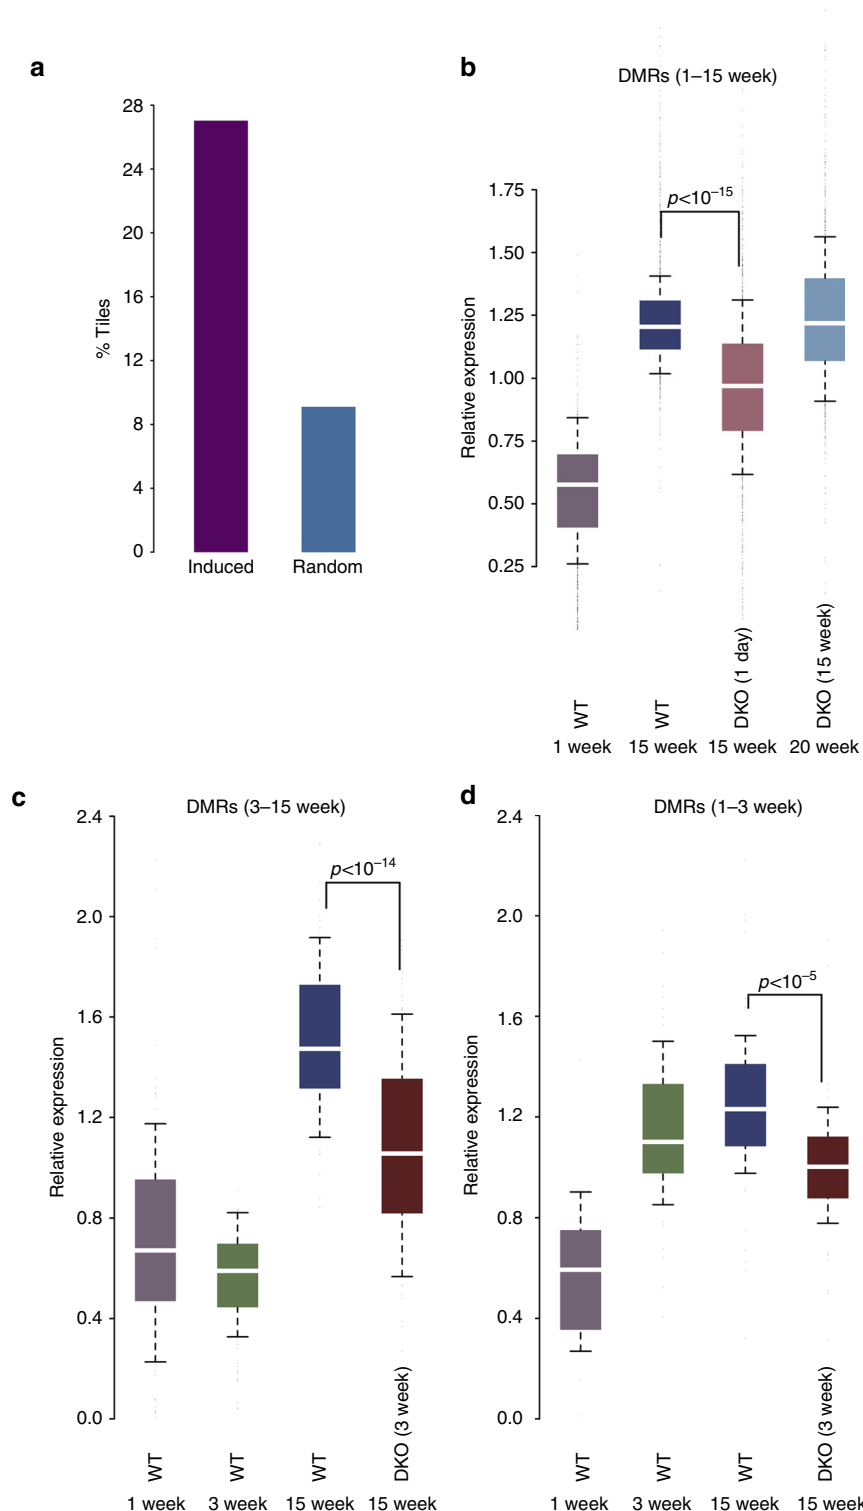 a
28
24
20
16
12
8
4
0
% Tiles
Induced Random
b
DMRs (1–15 week)
p<10⁻¹⁵
1.75
1.50
1.25
1.00
0.75
0.50
0.25
Relative expression
WT WT DKO (1 day) DKO (15 week)
1 week 15 week 15 week 20 week
c
DMRs (3–15 week)
p<10⁻¹⁴
2.4
2.0
1.6
1.2
0.8
0.4
0.0
Relative expression
WT WT WT DKO (3 week)
1 week 3 week 15 week 15 week
d
DMRs (1–3 week)
p<10⁻⁵
2.4
2.0
1.6
1.2
0.8
0.4
0.0
Relative expression
WT WT WT DKO (3 week)
1 week 3 week 15 week 15 week